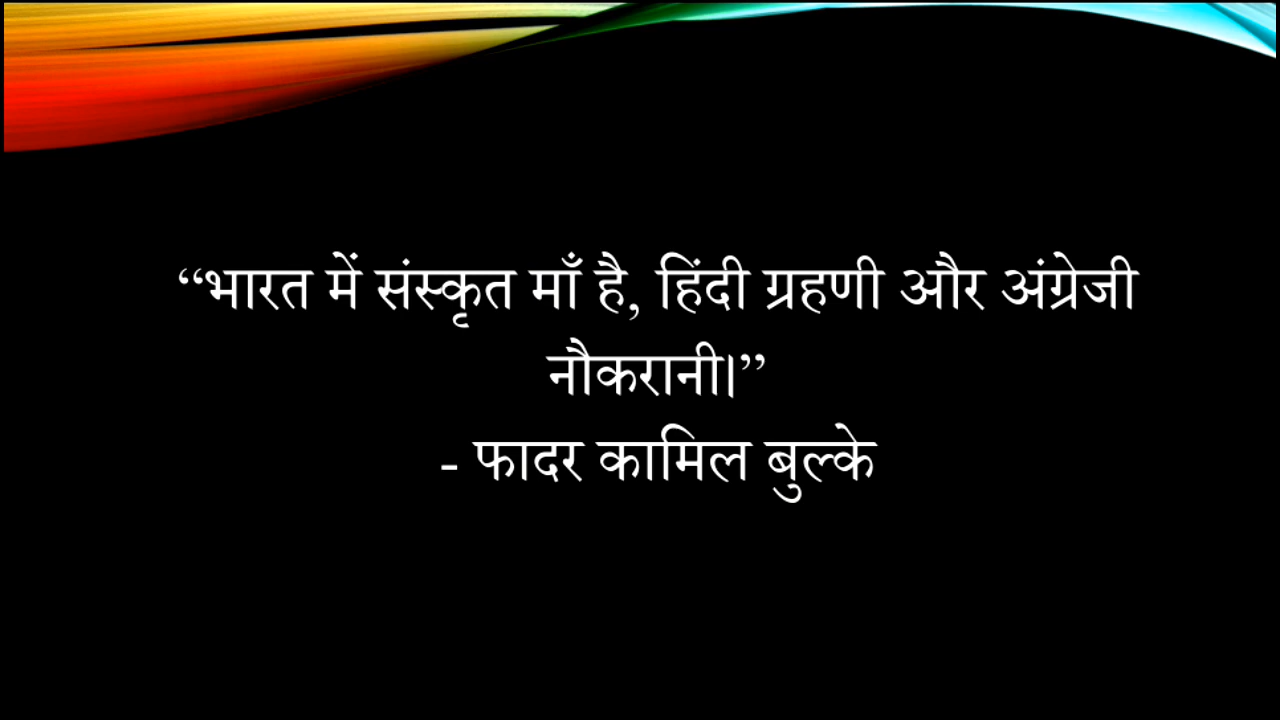 “भारत में संस्कृत माँ है, हिंदी ग्रहणी और अंग्रेजी
नौकरानी।”
- फादर कामिल बुल्के